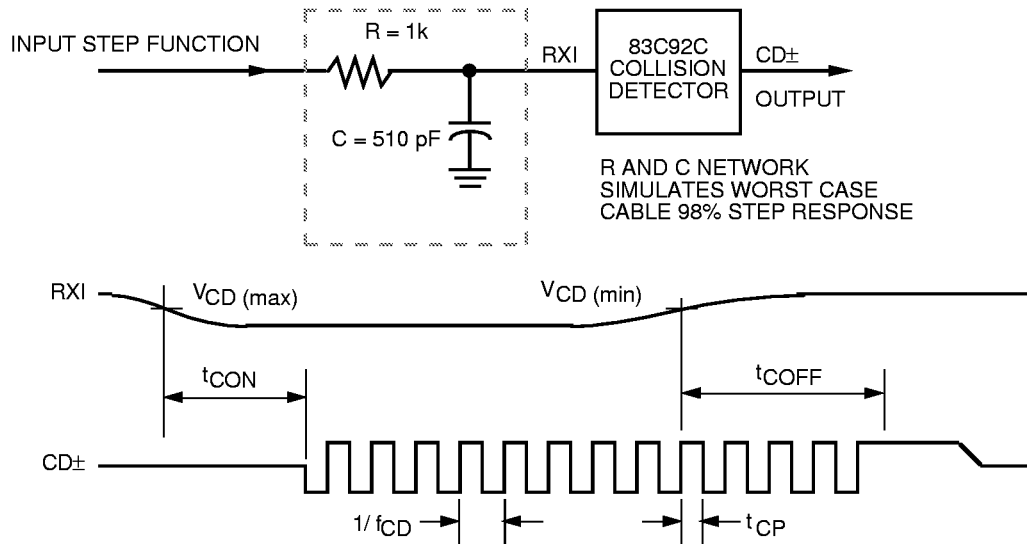 INPUT STEP FUNCTION
R = 1k
C = 510 pF
RXI
83C92C
COLLISION
DETECTOR
CD±
OUTPUT
R AND C NETWORK
SIMULATES WORST CASE
CABLE 98% STEP RESPONSE
RXI
VCD (max)
VCD (min)
tCON
tCOFF
CD±
1/ fCD
tCP